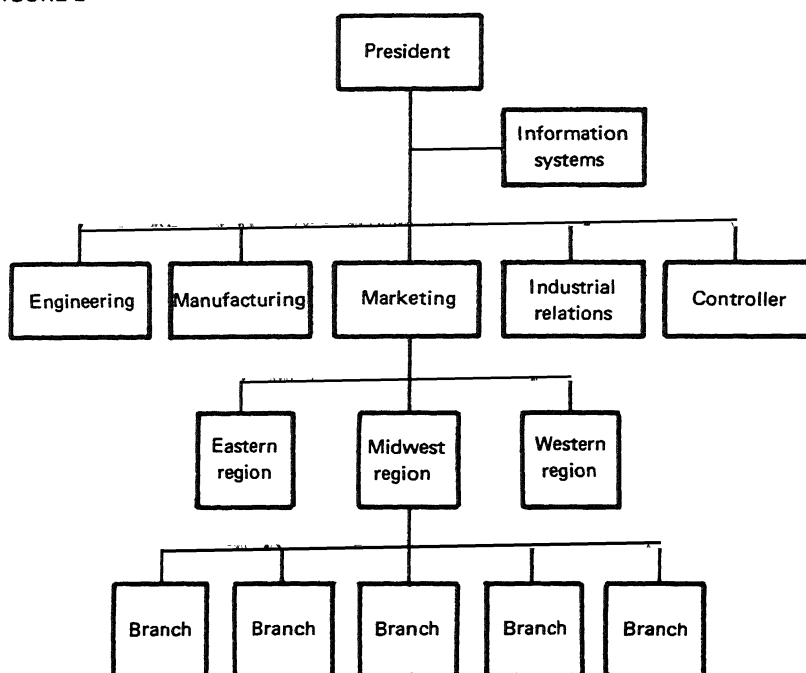 President
Information
systems
Engineering
Manufacturing
Marketing
Industrial
relations
Controller
Eastern
region
Midwest
region
Western
region
Branch
Branch
Branch
Branch
Branch